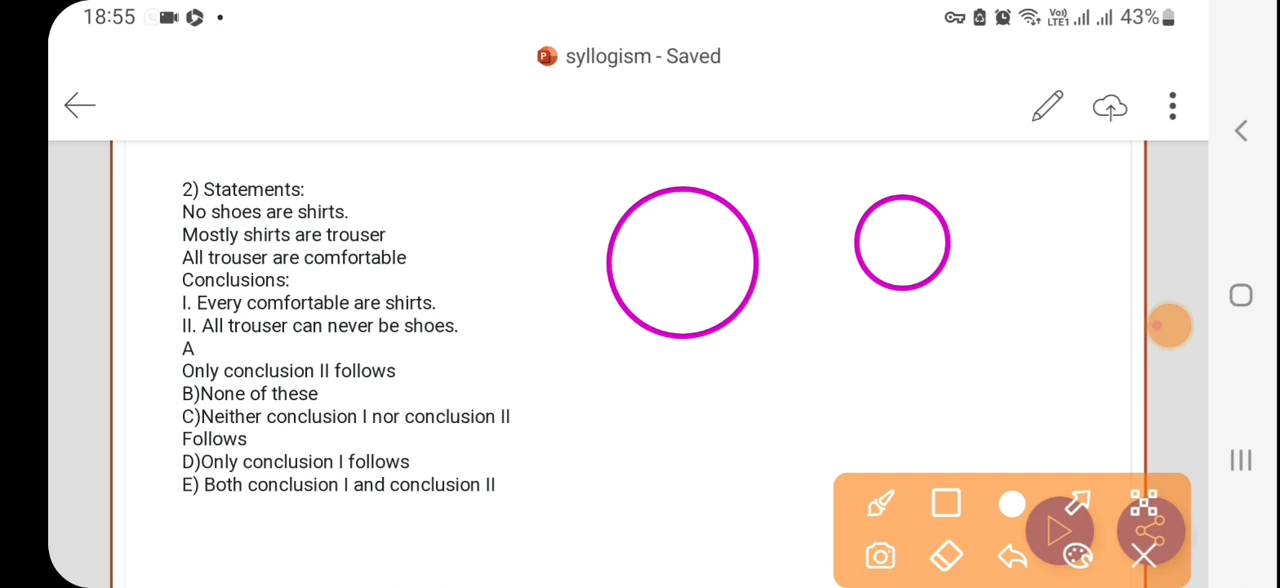 18:55
Vo)) LTE1 43%
syllogism - Saved
2) Statements:
No shoes are shirts.
Mostly shirts are trouser
All trouser are comfortable
Conclusions:
I. Every comfortable are shirts.
II. All trouser can never be shoes.
A
Only conclusion II follows
B)None of these
C)Neither conclusion I nor conclusion II
Follows
D)Only conclusion I follows
E) Both conclusion I and conclusion II